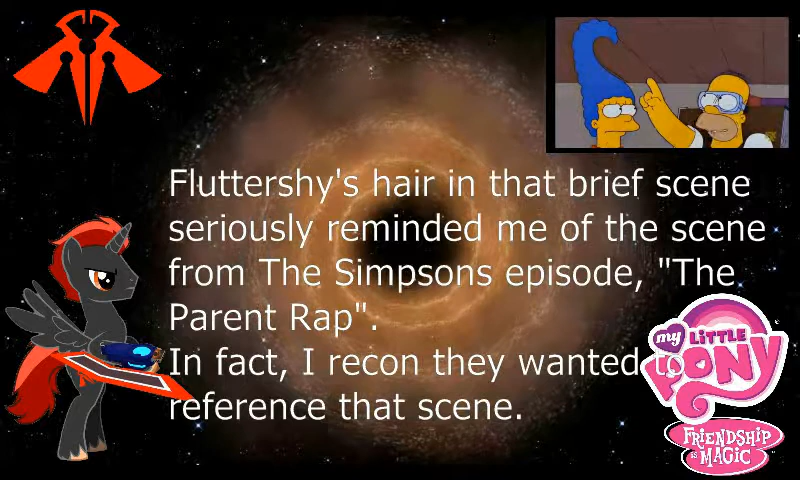 Fluttershy's hair in that brief scene
seriously reminded me of the scene
from The Simpsons episode, "The
Parent Rap".
In fact, I recon they wanted to
reference that scene.
my LiTTLE
PONY
FRiENDSHiP
iS MAGiC